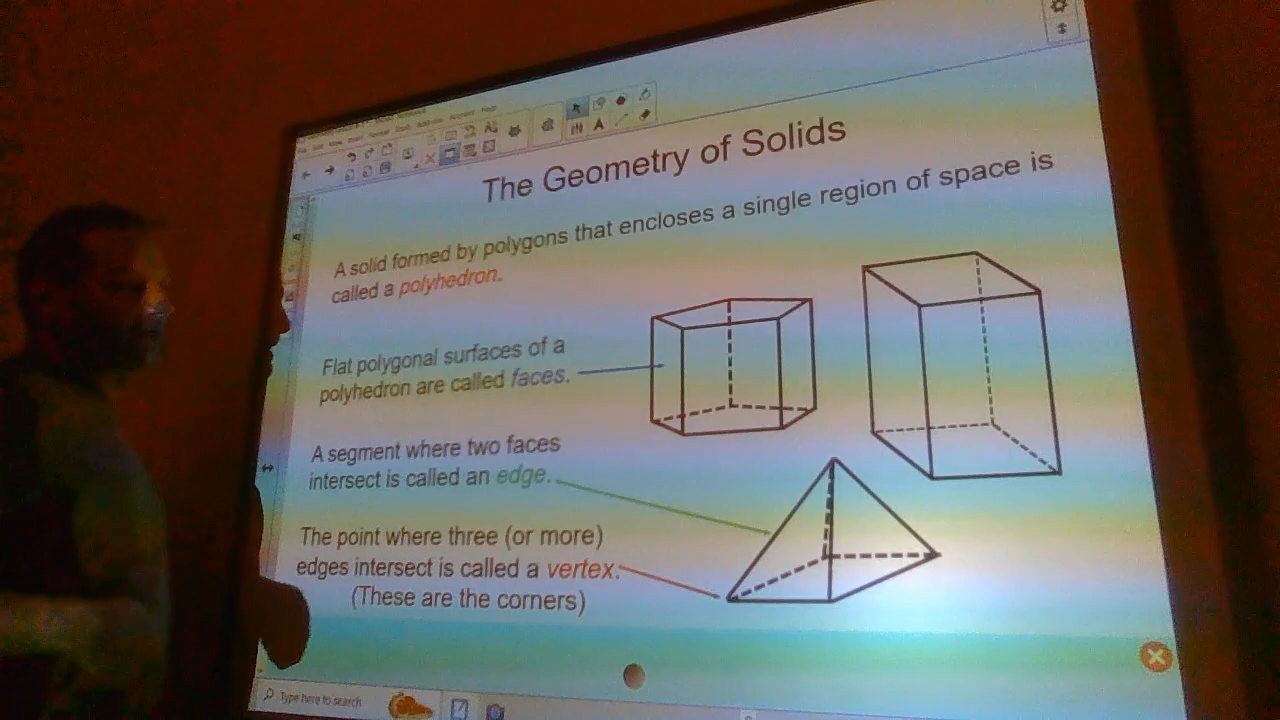 The Geometry of Solids
A solid formed by polygons that encloses a single region of space is
called a polyhedron.
Flat polygonal surfaces of a
polyhedron are called faces.
A segment where two faces
intersect is called an edge.
The point where three (or more)
edges intersect is called a vertex.
(These are the corners)
Type here to search